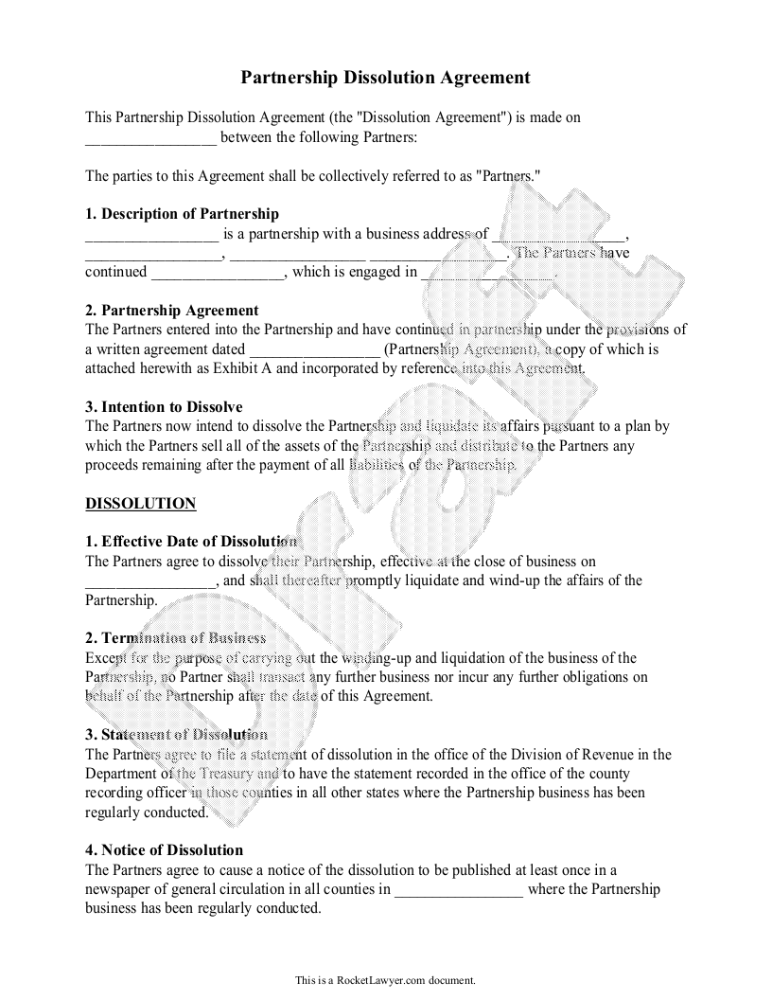 Partnership Dissolution Agreement
This Partnership Dissolution Agreement (the "Dissolution Agreement") is made on
_________________ between the following Partners:
The parties to this Agreement shall be collectively referred to as "Partners."
1. Description of Partnership
_________________ is a partnership with a business address of _________________,
_________________, _________________ _________________. The Partners have
continued _________________, which is engaged in _________________.
2. Partnership Agreement
The Partners entered into the Partnership and have continued in partnership under the provisions of
a written agreement dated _________________ (Partnership Agreement), a copy of which is
attached herewith as Exhibit A and incorporated by reference into this Agreement.
3. Intention to Dissolve
The Partners now intend to dissolve the Partnership and liquidate its affairs pursuant to a plan by
which the Partners sell all of the assets of the Partnership and distribute to the Partners any
proceeds remaining after the payment of all liabilities of the Partnership.
DISSOLUTION
1. Effective Date of Dissolution
The Partners agree to dissolve their Partnership, effective at the close of business on
_________________, and shall thereafter promptly liquidate and wind-up the affairs of the
Partnership.
2. Termination of Business
Except for the purpose of carrying out the winding-up and liquidation of the business of the
Partnership, no Partner shall transact any further business nor incur any further obligations on
behalf of the Partnership after the date of this Agreement.
3. Statement of Dissolution
The Partners agree to file a statement of dissolution in the office of the Division of Revenue in the
Department of the Treasury and to have the statement recorded in the office of the county
recording officer in those counties in all other states where the Partnership business has been
regularly conducted.
4. Notice of Dissolution
The Partners agree to cause a notice of the dissolution to be published at least once in a
newspaper of general circulation in all counties in _________________ where the Partnership
business has been regularly conducted.
Draft
This is a RocketLawyer.com document.